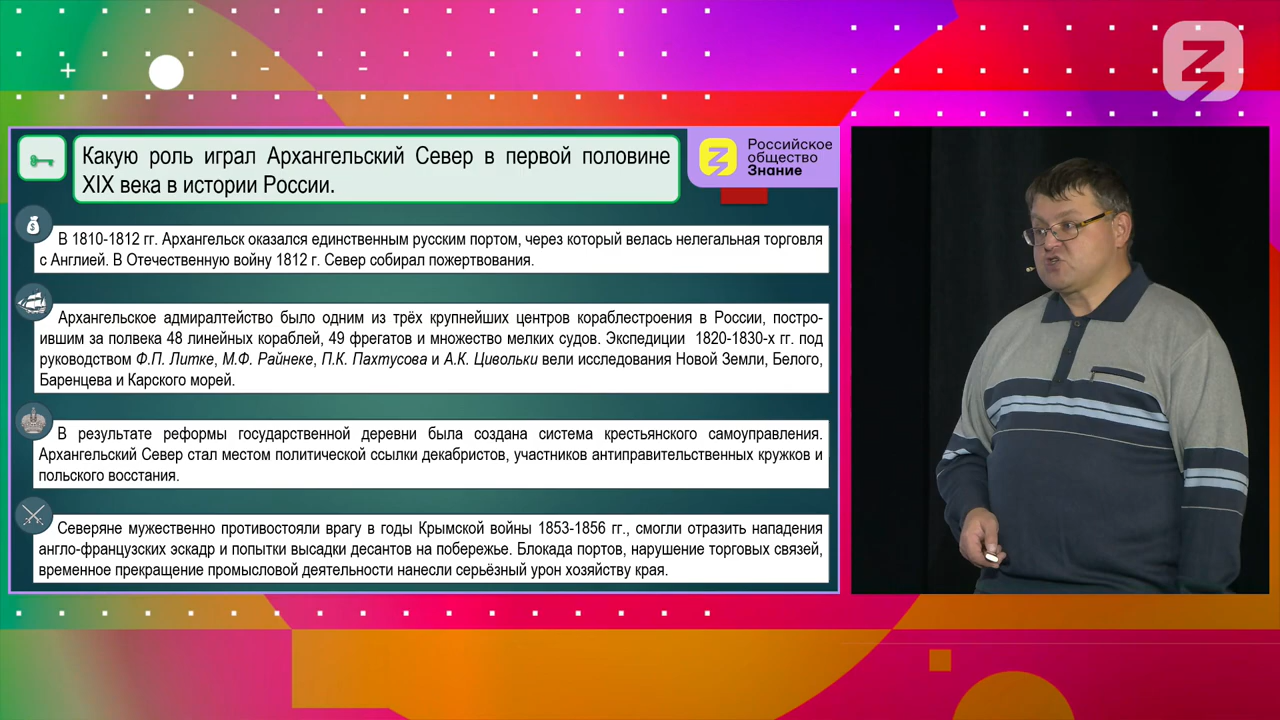 Какую роль играл Архангельский Север в первой половине
XIX века в истории России.
Российское
общество
Знание
В 1810-1812 гг. Архангельск оказался единственным русским портом, через который велась нелегальная торговля
с Англией. В Отечественную войну 1812 г. Север собирал пожертвования.
Архангельское адмиралтейство было одним из трёх крупнейших центров кораблестроения в России, постро-
ившим за полвека 48 линейных кораблей, 49 фрегатов и множество мелких судов. Экспедиции 1820-1830-х гг. под
руководством Ф.П. Литке, М.Ф. Райнеке, П.К. Пахтусова и А.К. Цивольки вели исследования Новой Земли, Белого,
Баренцева и Карского морей.
В результате реформы государственной деревни была создана система крестьянского самоуправления.
Архангельский Север стал местом политической ссылки декабристов, участников антиправительственных кружков и
польского восстания.
Северяне мужественно противостояли врагу в годы Крымской войны 1853-1856 гг., смогли отразить нападения
англо-французских эскадр и попытки высадки десантов на побережье. Блокада портов, нарушение торговых связей,
временное прекращение промысловой деятельности нанесли серьёзный урон хозяйству края.